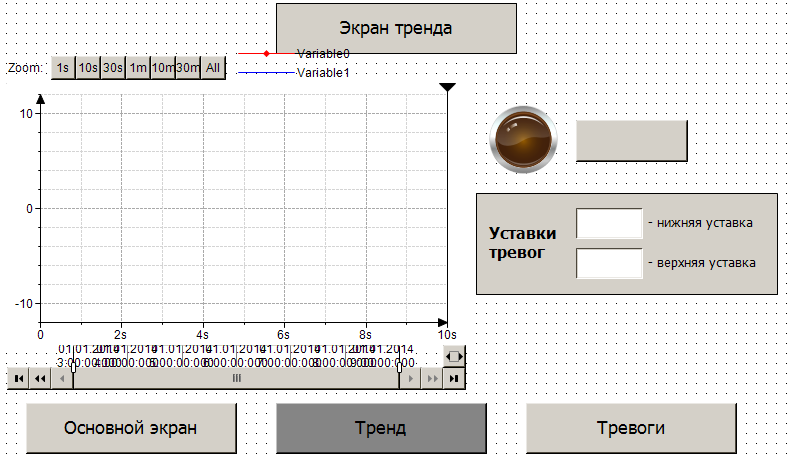 Экран тренда
Variable0
Variable1
Zoom: 1s 10s 30s 1m 10m 30m All
10
0
-10
0 2s 4s 6s 8s 10s
Уставки
тревог
- нижняя уставка
- верхняя уставка
Основной экран
Тренд
Тревоги